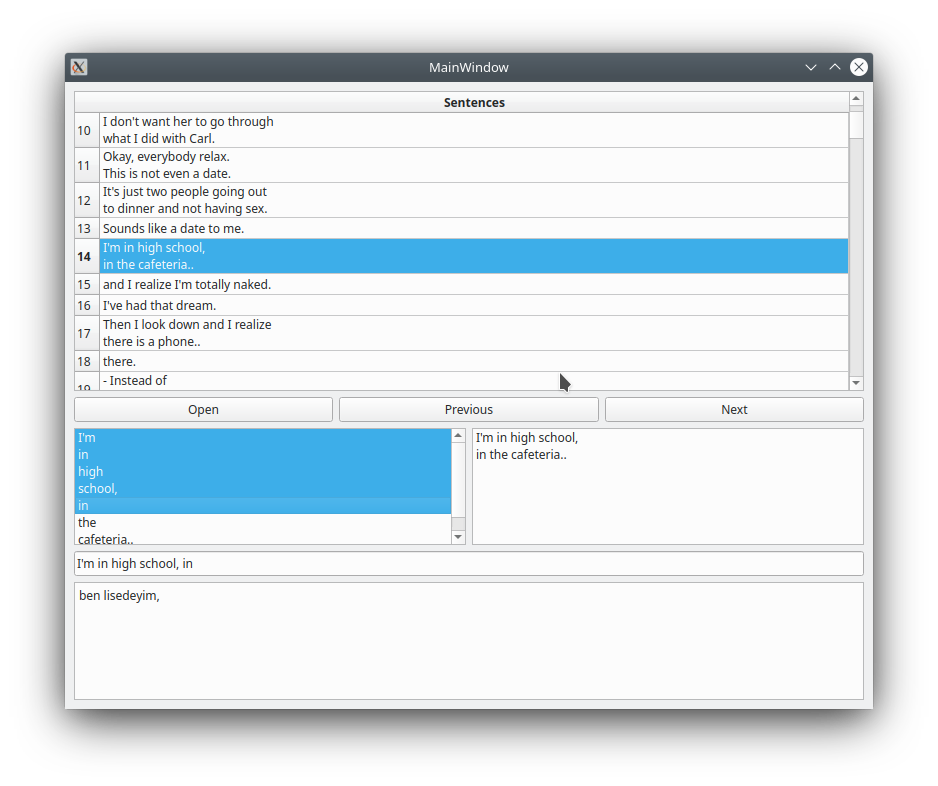 MainWindow
Sentences
10
I don't want her to go through
what I did with Carl.
11
Okay, everybody relax.
This is not even a date.
12
It's just two people going out
to dinner and not having sex.
13
Sounds like a date to me.
14
I'm in high school,
in the cafeteria..
15
and I realize I'm totally naked.
16
I've had that dream.
17
Then I look down and I realize
there is a phone..
18
there.
19
- Instead of
Open
Previous
Next
I'm
in
high
school,
in
the
cafeteria..
I'm in high school,
in the cafeteria..
I'm in high school, in
ben lisedeyim,